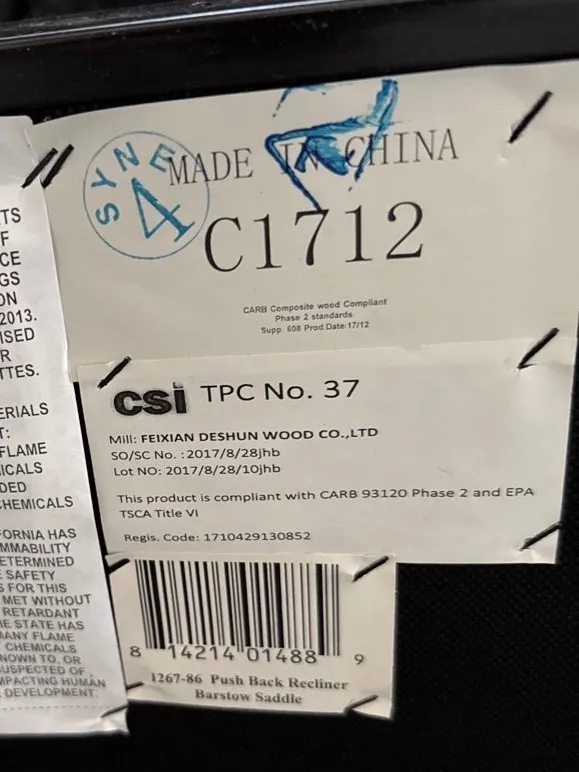 SYNE
4
MADE IN CHINA
C1712
CARB Composite wood Compliant
Phase 2 standards
Supp. 608 Prod Date:17/12
csi TPC No. 37
Mill: FEIXIAN DESHUN WOOD CO.,LTD
SO/SC No. :2017/8/28jhb
Lot NO: 2017/8/28/10jhb
This product is compliant with CARB 93120 Phase 2 and EPA
TSCA Title VI
Regis. Code: 1710429130852
8 14214 01488 9
1267-86 Push Back Recliner
Barstow Saddle
TS
F
CE
GS
ON
2013.
ISED
R
TTES.
ERIALS
T:
FLAME
ICALS
DED
CHEMICALS
FORNIA HAS
MMABILITY
ETERMINED
SAFETY
S FOR THIS
MET WITHOUT
RETARDANT
HE STATE HAS
MANY FLAME
CHEMICALS
NOWN TO, OR
SUSPECTED OF,
MPACTING HUMAN
DEVELOPMENT.